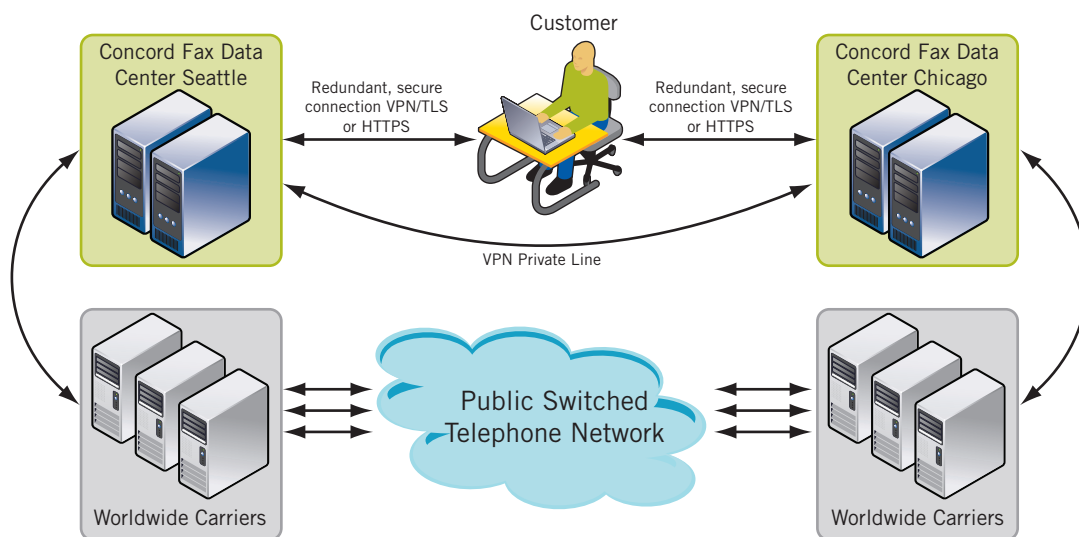 Customer
Concord Fax Data
Center Seattle
Redundant, secure
connection VPN/TLS
or HTTPS
Redundant, secure
connection VPN/TLS
or HTTPS
Concord Fax Data
Center Chicago
VPN Private Line
Public Switched
Telephone Network
Worldwide Carriers
Worldwide Carriers